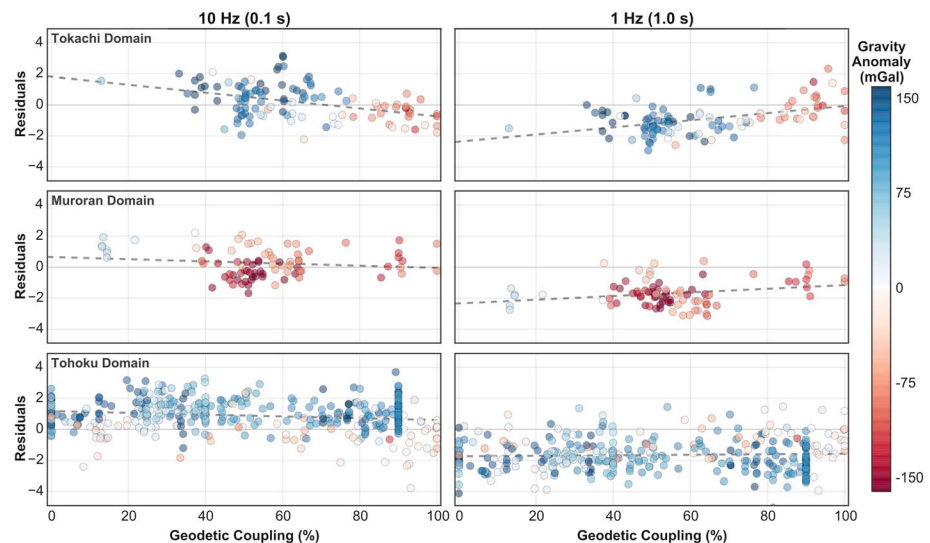 10 Hz (0.1 s)
1 Hz (1.0 s)
Gravity
Anomaly
(mGal)
Tokachi Domain
Residuals
4
2
0
−2
−4
Muroran Domain
Residuals
4
2
0
−2
−4
Tohoku Domain
Residuals
4
2
0
−2
−4
0 20 40 60 80 100
0 20 40 60 80 100
Geodetic Coupling (%)
Geodetic Coupling (%)
150
75
0
-75
-150